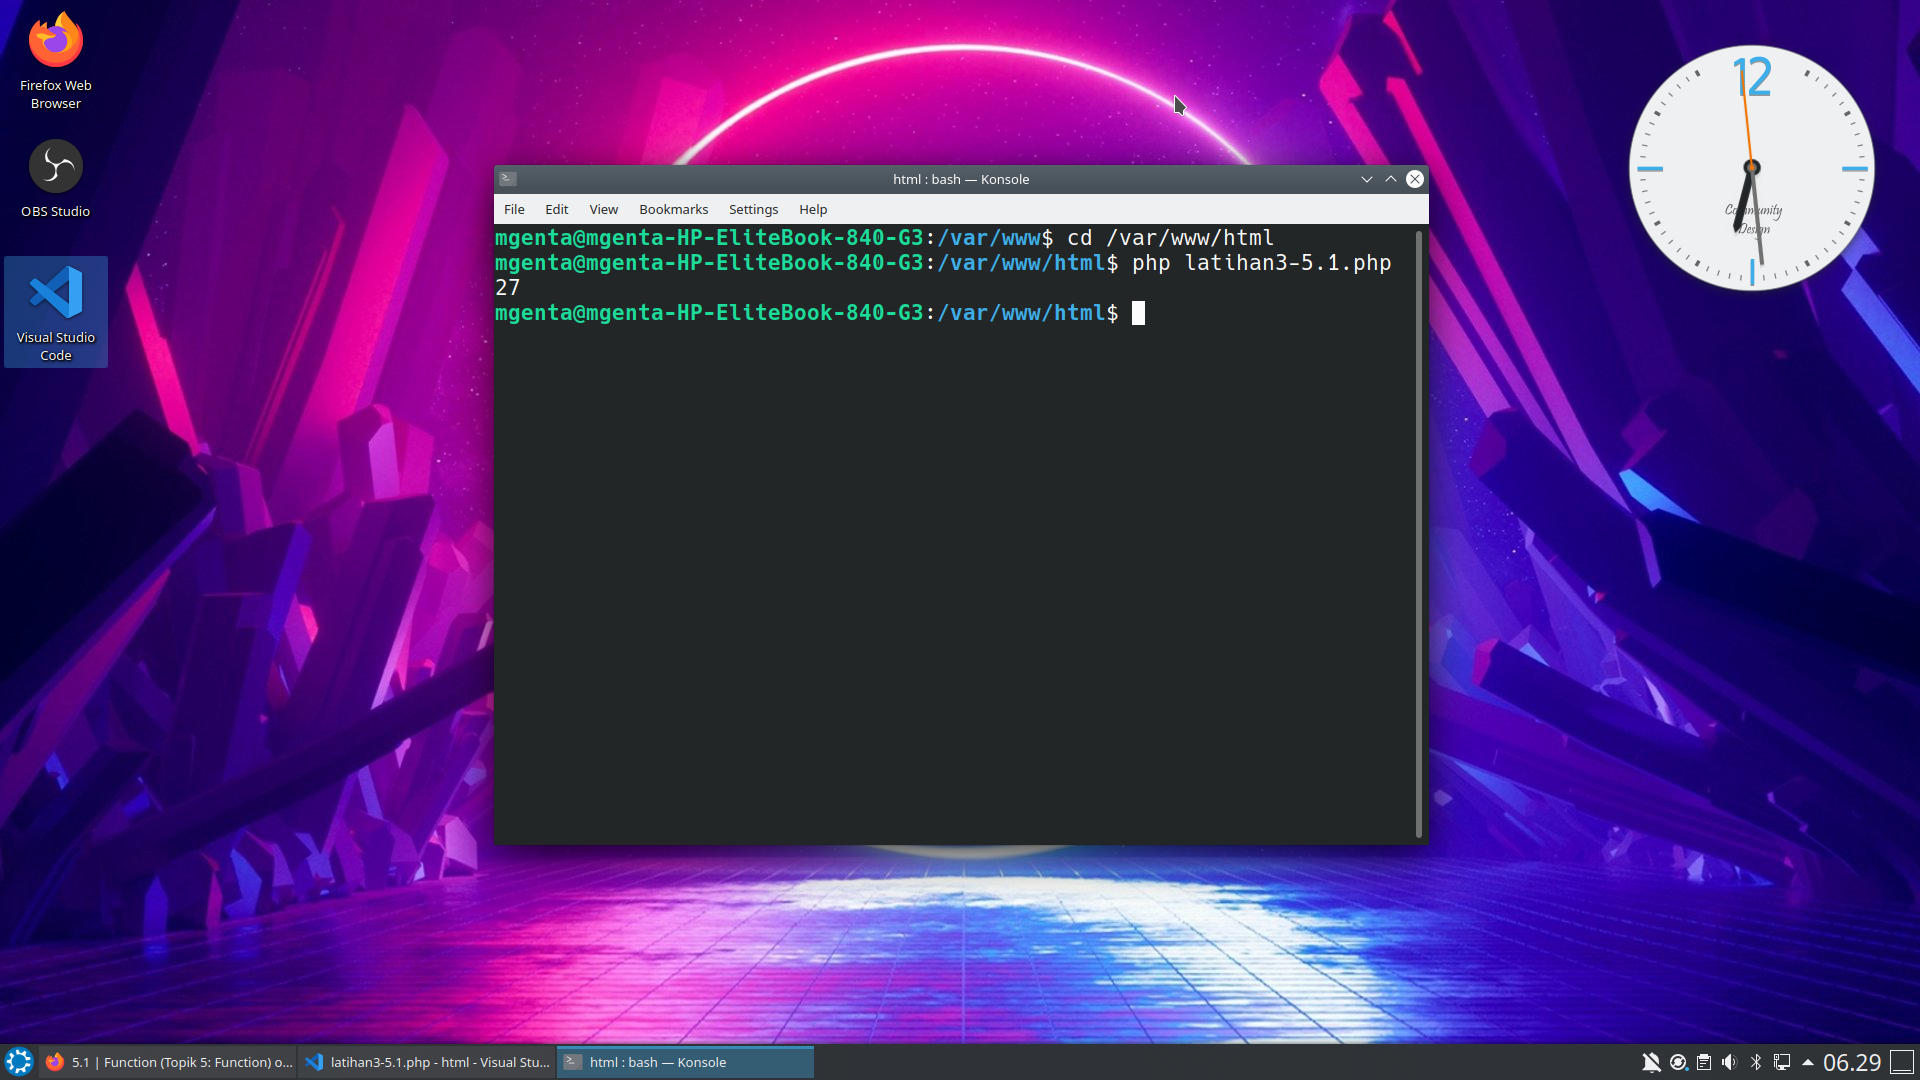 Firefox Web
Browser
OBS Studio
Visual Studio
Code
html : bash — Konsole
File Edit View Bookmarks Settings Help
mgenta@mgenta-HP-EliteBook-840-G3:/var/www$ cd /var/www/html
mgenta@mgenta-HP-EliteBook-840-G3:/var/www/html$ php latihan3-5.1.php
27
mgenta@mgenta-HP-EliteBook-840-G3:/var/www/html$
12
Community
Design
5.1 | Function (Topik 5: Function) o...
latihan3-5.1.php - html - Visual Stu...
html : bash — Konsole
06.29